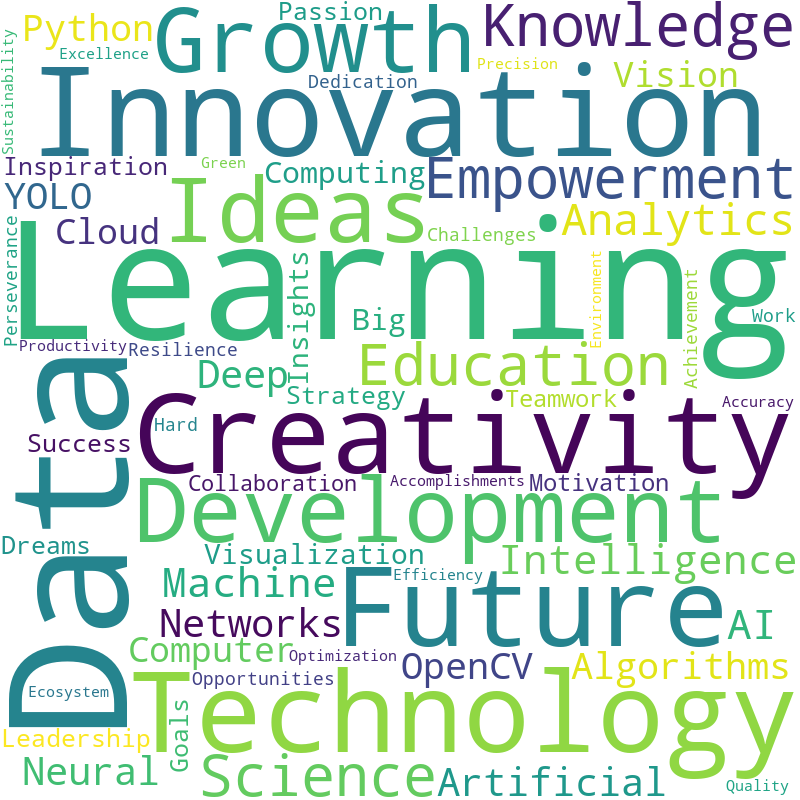 Passion
Python
Growth
Knowledge
Excellence
Sustainability
Precision
Innovation
Dedication
Vision
Inspiration
Green
Computing
Empowerment
YOLO
Ideas
Cloud
Analytics
Challenges
Perseverance
Learning
Insights
Environment
Achievement
Big
Work
Productivity
Resilience
Education
Deep
Data
Strategy
Teamwork
Accuracy
Creativity
Hard
Success
Collaboration
Accomplishments
Motivation
Development
Dreams
Visualization
Intelligence
Machine
Efficiency
Future
Networks
AI
Computer
Optimization
OpenCV
Algorithms
Opportunities
Ecosystem
Technology
Leadership
Goals
Neural
Science
Artificial
Quality